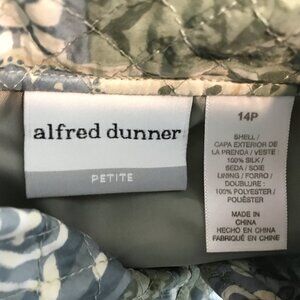 alfred dunner
PETITE
14P
SHELL /
CAPA EXTERIOR DE
LA PRENDA / VESTE :
100% SILK /
SEDA / SOIE
LINING / FORRO /
DOUBLURE :
100% POLYESTER /
POLIÉSTER /
MADE IN
CHINA
HECHO EN CHINA
FABRIQUÉ EN CHINE